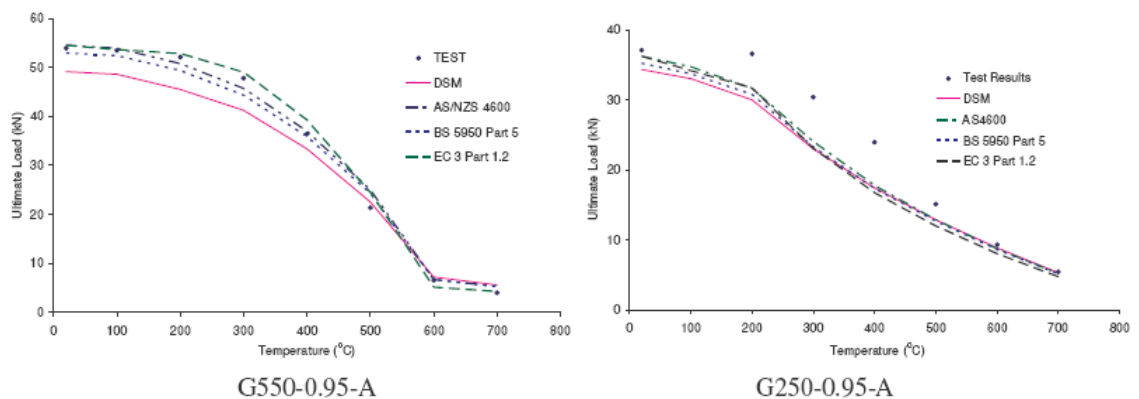 60
50
40
30
20
10
0
Ultimate Load (kN)
0 100 200 300 400 500 600 700 800
Temperature (°C)
TEST
DSM
AS/NZS 4600
BS 5950 Part 5
EC 3 Part 1.2
G550-0.95-A
40
30
20
10
0
Ultimate Load (kN)
0 100 200 300 400 500 600 700 800
Temperature (°C)
Test Results
DSM
AS4600
BS 5950 Part 5
EC 3 Part 1.2
G250-0.95-A